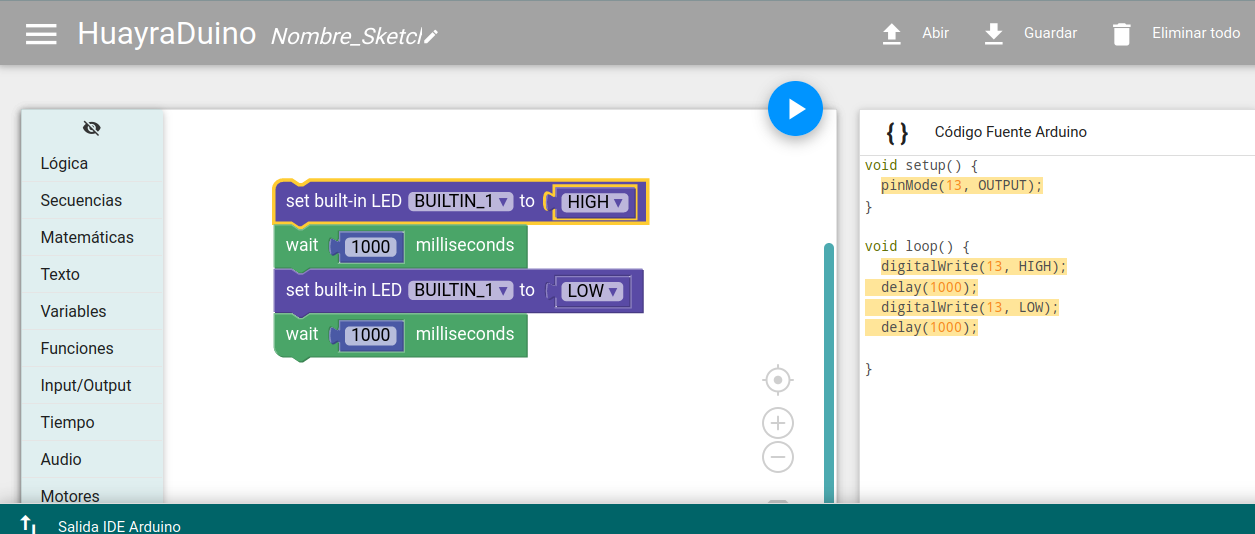 HuayraDuino Nombre_Sketcl Abrir Guardar Eliminar todo
Lógica
Secuencias
Matemáticas
Texto
Variables
Funciones
Input/Output
Tiempo
Audio
Motores
set built-in LED BUILTIN_1 to HIGH
wait 1000 milliseconds
set built-in LED BUILTIN_1 to LOW
wait 1000 milliseconds
{ } Código Fuente Arduino
void setup() {
pinMode(13, OUTPUT);
}
void loop() {
digitalWrite(13, HIGH);
delay(1000);
digitalWrite(13, LOW);
delay(1000);
}
Salida IDE Arduino